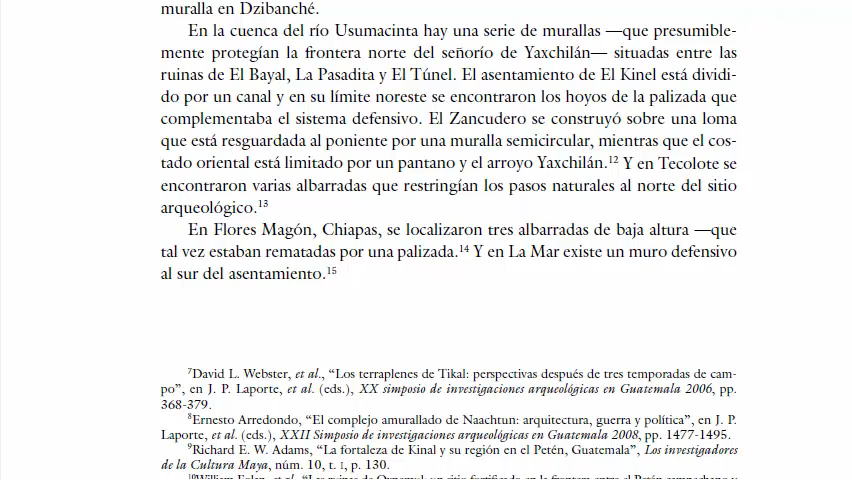 muralla en Dzibanché.
En la cuenca del río Usumacinta hay una serie de murallas —que presumible-
mente protegían la frontera norte del señorío de Yaxchilán— situadas entre las
ruinas de El Bayal, La Pasadita y El Túnel. El asentamiento de El Kinel está dividi-
do por un canal y en su límite noreste se encontraron los hoyos de la palizada que
complementaba el sistema defensivo. El Zancudero se construyó sobre una loma
que está resguardada al poniente por una muralla semicircular, mientras que el cos-
tado oriental está limitado por un pantano y el arroyo Yaxchilán.¹² Y en Tecolote se
encontraron varias albarradas que restringían los pasos naturales al norte del sitio
arqueológico.¹³
En Flores Magón, Chiapas, se localizaron tres albarradas de baja altura —que
tal vez estaban rematadas por una palizada.¹⁴ Y en La Mar existe un muro defensivo
al sur del asentamiento.¹⁵
⁷David L. Webster, et al., “Los terraplenes de Tikal: perspectivas después de tres temporadas de cam-
po”, en J. P. Laporte, et al. (eds.), XX simposio de investigaciones arqueológicas en Guatemala 2006, pp.
368-379.
⁸Ernesto Arredondo, “El complejo amurallado de Naachtun: arquitectura, guerra y política”, en J. P.
Laporte, et al. (eds.), XXII Simposio de investigaciones arqueológicas en Guatemala 2008, pp. 1477-1495.
⁹Richard E. W. Adams, “La fortaleza de Kinal y su región en el Petén, Guatemala”, Los investigadores
de la Cultura Maya, núm. 10, t. I, p. 130.